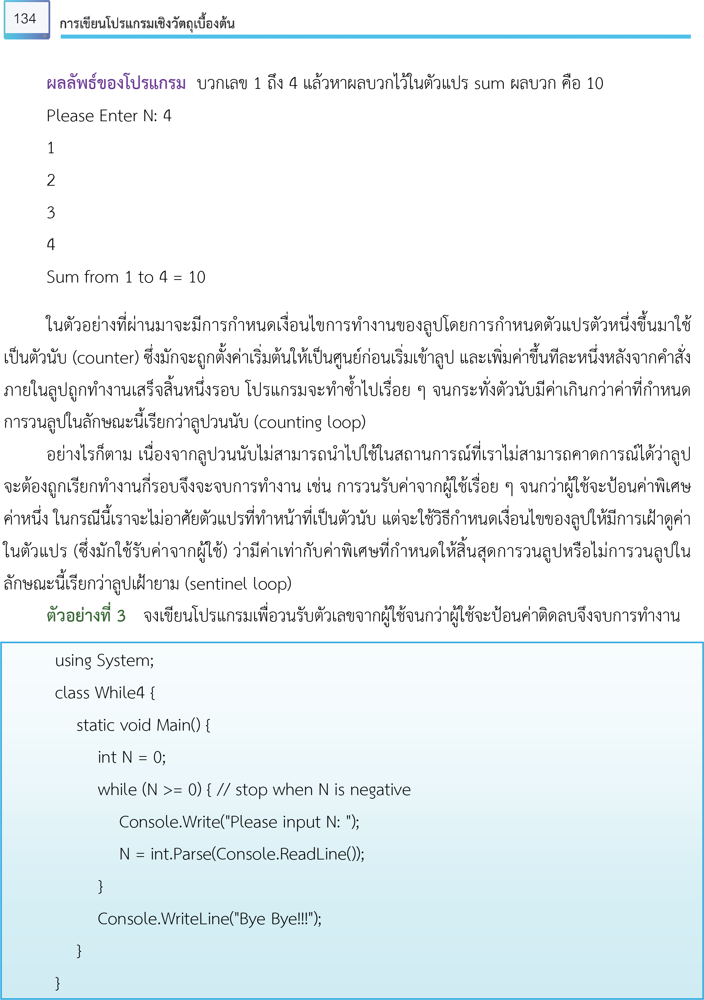 134
การเขียนโปรแกรมเชิงวัตถุเบื้องต้น
ผลลัพธ์ของโปรแกรม บวกเลข 1 ถึง 4 แล้วหาผลบวกไว้ในตัวแปร sum ผลบวก คือ 10
Please Enter N: 4
1
2
3
4
Sum from 1 to 4 = 10
ในตัวอย่างที่ผ่านมาจะมีการกำหนดเงื่อนไขการทำงานของลูปโดยการกำหนดตัวแปรตัวหนึ่งขึ้นมาใช้
เป็นตัวนับ (counter) ซึ่งมักจะถูกตั้งค่าเริ่มต้นให้เป็นศูนย์ก่อนเริ่มเข้าลูป และเพิ่มค่าขึ้นทีละหนึ่งหลังจากคำสั่ง
ภายในลูปถูกทำงานเสร็จสิ้นหนึ่งรอบ โปรแกรมจะทำซ้ำไปเรื่อย ๆ จนกระทั่งตัวนับมีค่าเกินกว่าค่าที่กำหนด
การวนลูปในลักษณะนี้เรียกว่าลูปวนนับ (counting loop)
อย่างไรก็ตาม เนื่องจากลูปวนนับไม่สามารถนำไปใช้ในสถานการณ์ที่เราไม่สามารถคาดการณ์ได้ว่าลูป
จะต้องถูกเรียกทำงานกี่รอบจึงจะจบการทำงาน เช่น การวนรับค่าจากผู้ใช้เรื่อย ๆ จนกว่าผู้ใช้จะป้อนค่าพิเศษ
ค่าหนึ่ง ในกรณีนี้เราจะไม่อาศัยตัวแปรที่ทำหน้าที่เป็นตัวนับ แต่จะใช้วิธีกำหนดเงื่อนไขของลูปให้มีการเฝ้าดูค่า
ในตัวแปร (ซึ่งมักใช้รับค่าจากผู้ใช้) ว่ามีค่าเท่ากับค่าพิเศษที่กำหนดให้สิ้นสุดการวนลูปหรือไม่การวนลูปใน
ลักษณะนี้เรียกว่าลูปเฝ้ายาม (sentinel loop)
ตัวอย่างที่ 3 จงเขียนโปรแกรมเพื่อวนรับตัวเลขจากผู้ใช้จนกว่าผู้ใช้จะป้อนค่าติดลบจึงจบการทำงาน
using System;
class While4 {
static void Main() {
int N = 0;
while (N >= 0) { // stop when N is negative
Console.Write("Please input N: ");
N = int.Parse(Console.ReadLine());
}
Console.WriteLine("Bye Bye!!!");
}
}